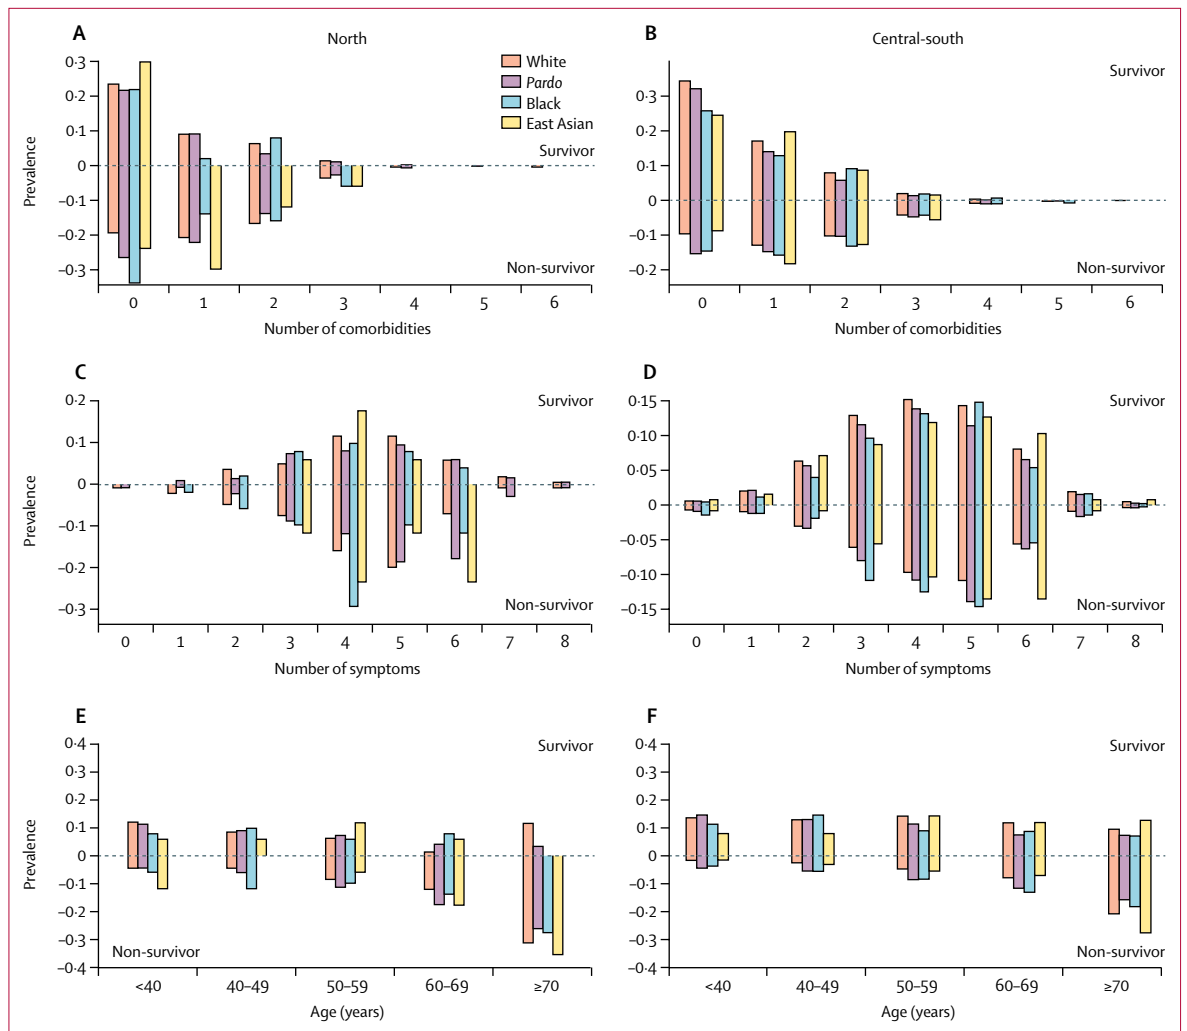 A
North
0·3
0·2
0·1
0
–0·1
–0·2
–0·3
Prevalence
White
Pardo
Black
East Asian
Survivor
Non-survivor
0 1 2 3 4 5 6
Number of comorbidities
B
Central-south
Survivor
0·3
0·2
0·1
0
–0·1
–0·2
Non-survivor
0 1 2 3 4 5 6
Number of comorbidities
C
0·2
0·1
0
–0·1
–0·2
–0·3
Prevalence
Survivor
Non-survivor
0 1 2 3 4 5 6 7 8
Number of symptoms
D
0·15
0·10
0·05
0
–0·05
–0·10
–0·15
Survivor
Non-survivor
0 1 2 3 4 5 6 7 8
Number of symptoms
E
0·4
0·3
0·2
0·1
0
–0·1
–0·2
–0·3
–0·4
Prevalence
Survivor
Non-survivor
<40 40–49 50–59 60–69 ≥70
Age (years)
F
0·4
0·3
0·2
0·1
0
–0·1
–0·2
–0·3
–0·4
Survivor
Non-survivor
<40 40–49 50–59 60–69 ≥70
Age (years)